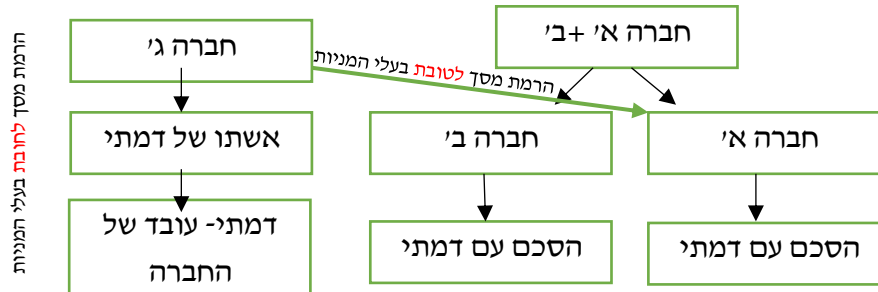 חברה א' +ב'
חברה ג'
הרמת מסך לטובת בעלי המניות
חברה א'
חברה ב'
אשתו של דמתי
הסכם עם דמתי
הסכם עם דמתי
דמתי- עובד של
החברה
הרמת מסך לחובת בעלי המניות